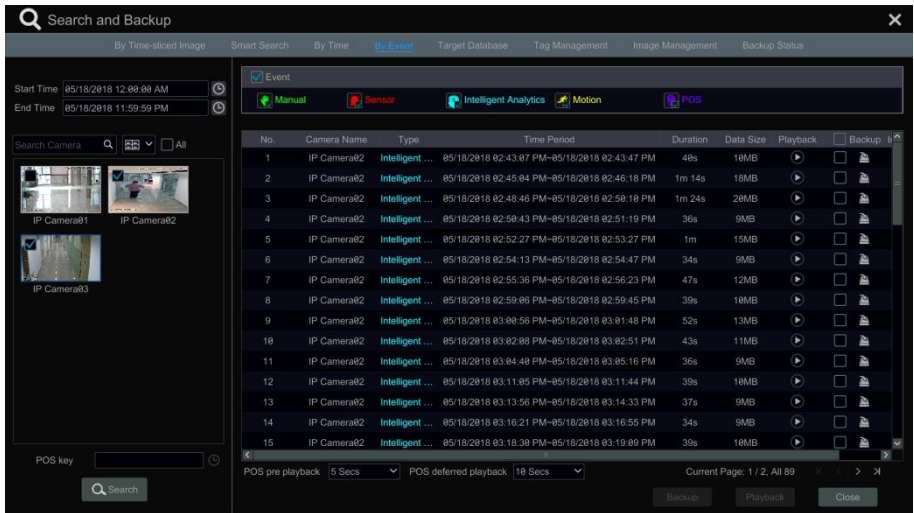 Search and Backup
By Time-sliced Image Smart Search By Time By Event Target Database Tag Management Image Management Backup Status
Start Time 05/18/2018 12:00:00 AM
End Time 05/18/2018 11:59:59 PM
Search Camera All
IP Camera01 IP Camera02
IP Camera03
POS key
Search
Event
Manual Sensor Intelligent Analytics Motion POS
No. Camera Name Type Time Period Duration Data Size Playback Backup
1 IP Camera02 Intelligent ... 05/18/2018 02:43:07 PM~05/18/2018 02:43:47 PM 40s 10MB
2 IP Camera02 Intelligent ... 05/18/2018 02:45:04 PM~05/18/2018 02:46:18 PM 1m 14s 18MB
3 IP Camera02 Intelligent ... 05/18/2018 02:48:46 PM~05/18/2018 02:50:10 PM 1m 24s 20MB
4 IP Camera02 Intelligent ... 05/18/2018 02:50:43 PM~05/18/2018 02:51:19 PM 36s 9MB
5 IP Camera02 Intelligent ... 05/18/2018 02:52:27 PM~05/18/2018 02:53:27 PM 1m 15MB
6 IP Camera02 Intelligent ... 05/18/2018 02:54:13 PM~05/18/2018 02:54:47 PM 34s 9MB
7 IP Camera02 Intelligent ... 05/18/2018 02:55:36 PM~05/18/2018 02:56:23 PM 47s 12MB
8 IP Camera02 Intelligent ... 05/18/2018 02:59:06 PM~05/18/2018 02:59:45 PM 39s 10MB
9 IP Camera02 Intelligent ... 05/18/2018 03:00:56 PM~05/18/2018 03:01:48 PM 52s 13MB
10 IP Camera02 Intelligent ... 05/18/2018 03:02:08 PM~05/18/2018 03:02:51 PM 43s 11MB
11 IP Camera02 Intelligent ... 05/18/2018 03:04:40 PM~05/18/2018 03:05:16 PM 36s 9MB
12 IP Camera02 Intelligent ... 05/18/2018 03:11:05 PM~05/18/2018 03:11:44 PM 39s 10MB
13 IP Camera02 Intelligent ... 05/18/2018 03:13:56 PM~05/18/2018 03:14:33 PM 37s 9MB
14 IP Camera02 Intelligent ... 05/18/2018 03:16:21 PM~05/18/2018 03:16:55 PM 34s 9MB
15 IP Camera02 Intelligent ... 05/18/2018 03:18:30 PM~05/18/2018 03:19:09 PM 39s 10MB
POS pre playback 5 Secs POS deferred playback 10 Secs Current Page: 1 / 2, All 89
Backup Playback Close